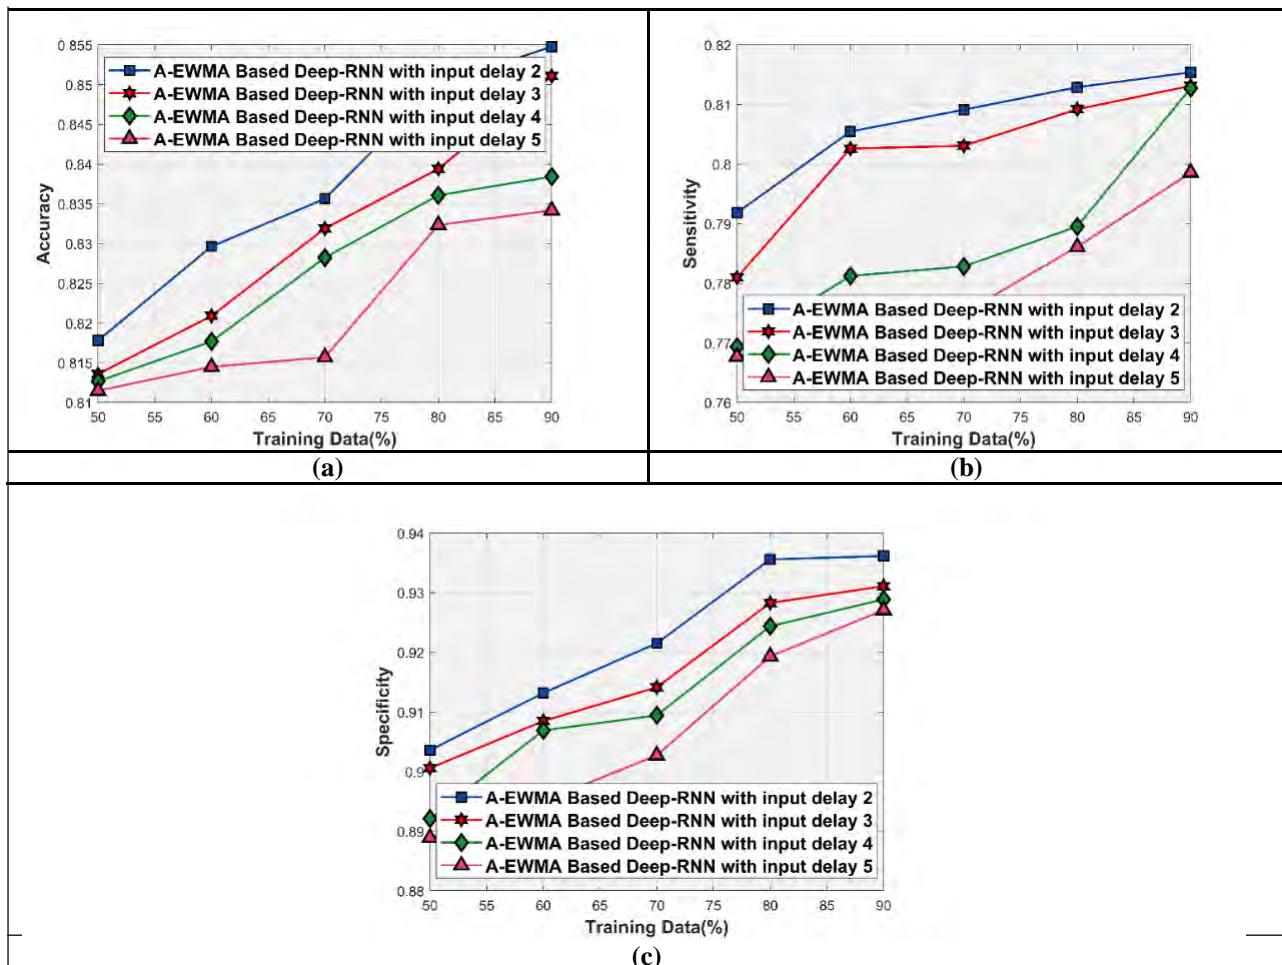 0.855
0.85
0.845
0.84
0.835
0.83
0.825
0.82
0.815
0.81
Accuracy
A-EWMA Based Deep-RNN with input delay 2
A-EWMA Based Deep-RNN with input delay 3
A-EWMA Based Deep-RNN with input delay 4
A-EWMA Based Deep-RNN with input delay 5
50 55 60 65 70 75 80 85 90
Training Data(%)
(a)
0.82
0.81
0.8
0.79
0.78
0.77
0.76
Sensitivity
A-EWMA Based Deep-RNN with input delay 2
A-EWMA Based Deep-RNN with input delay 3
A-EWMA Based Deep-RNN with input delay 4
A-EWMA Based Deep-RNN with input delay 5
50 55 60 65 70 75 80 85 90
Training Data(%)
(b)
0.94
0.93
0.92
0.91
0.9
0.89
0.88
Specificity
A-EWMA Based Deep-RNN with input delay 2
A-EWMA Based Deep-RNN with input delay 3
A-EWMA Based Deep-RNN with input delay 4
A-EWMA Based Deep-RNN with input delay 5
50 55 60 65 70 75 80 85 90
Training Data(%)
(c)